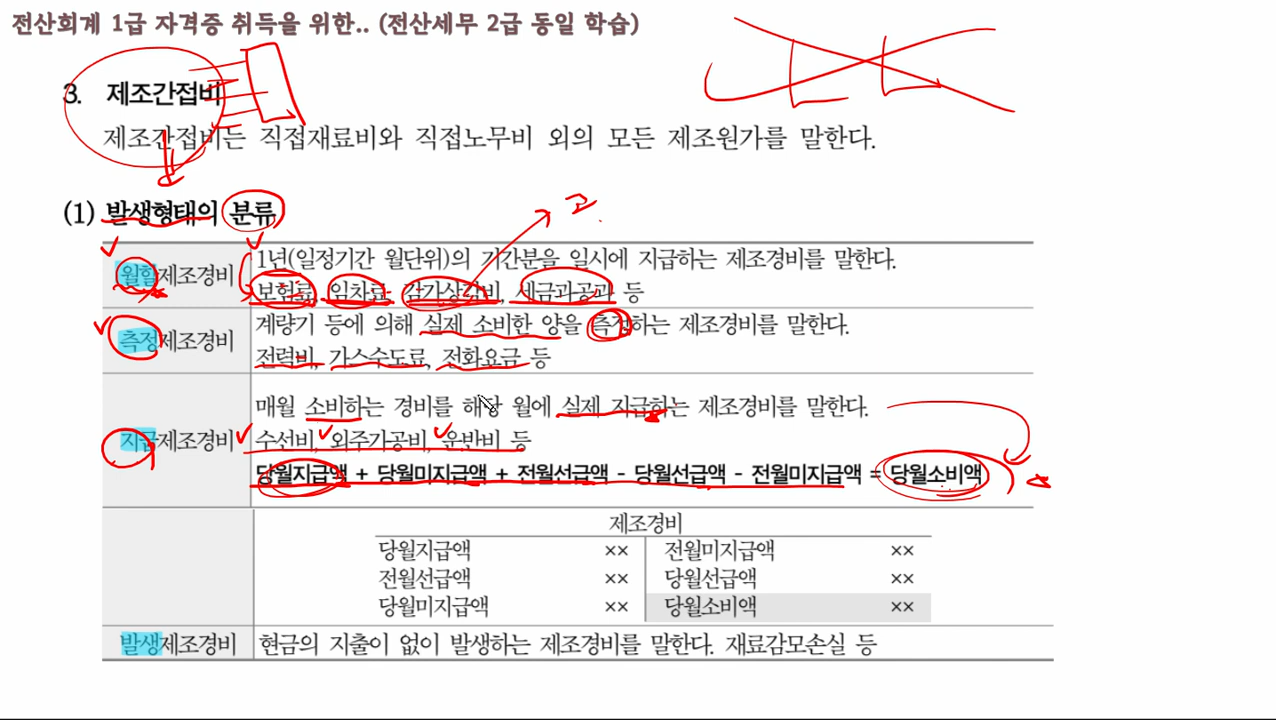 전산회계 1급 자격증 취득을 위한.. (전산세무 2급 동일 학습)
3. 제조간접비
제조간접비는 직접재료비와 직접노무비 외의 모든 제조원가를 말한다.
(1) 발생형태의 분류
월할제조경비
1년(일정기간 월단위)의 기간분을 일시에 지급하는 제조경비를 말한다.
보험료, 임차료, 감가상각비, 세금과공과 등
측정제조경비
계량기 등에 의해 실제 소비한 양을 측정하는 제조경비를 말한다.
전력비, 가스수도료, 전화요금 등
지급제조경비
매월 소비하는 경비를 해당 월에 실제 지급하는 제조경비를 말한다.
수선비, 외주가공비, 운반비 등
당월지급액 + 당월미지급액 + 전월선급액 - 당월선급액 - 전월미지급액 = 당월소비액
제조경비
당월지급액 ×× 전월미지급액 ××
전월선급액 ×× 당월선급액 ××
당월미지급액 ×× 당월소비액 ××
발생제조경비 현금의 지출이 없이 발생하는 제조경비를 말한다. 재료감모손실 등